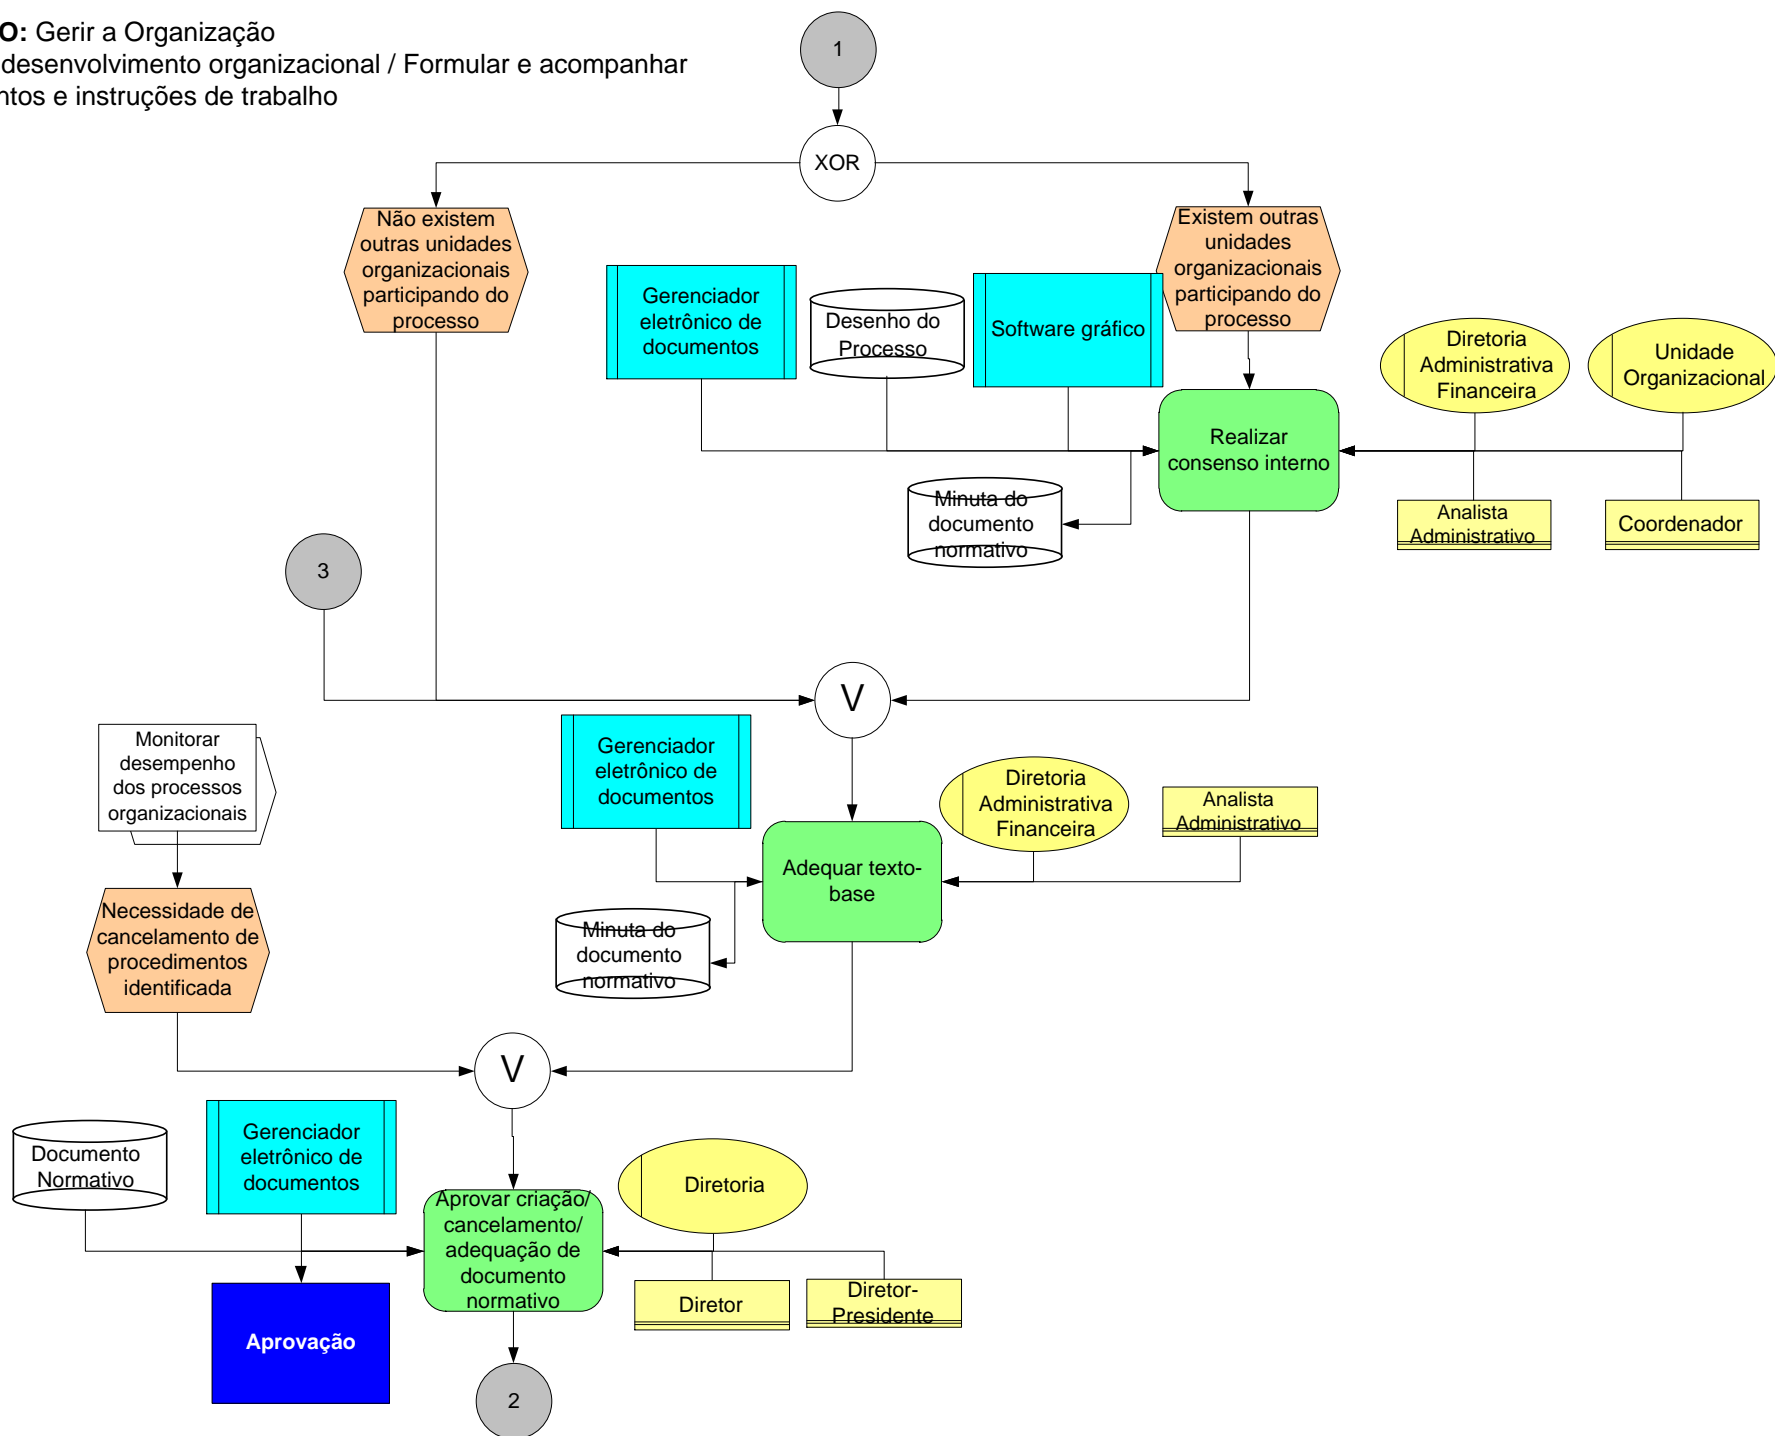 O: Gerir a Organização
desenvolvimento organizacional / Formular e acompanhar
ntos e instruções de trabalho
1
XOR
Não existem
outras unidades
organizacionais
participando do
processo
Existem outras
unidades
organizacionais
participando do
processo
Gerenciador
eletrônico de
documentos
Desenho do
Processo
Software gráfico
Diretoria
Administrativa
Financeira
Unidade
Organizacional
Realizar
consenso interno
Minuta do
documento
normativo
Analista
Administrativo
Coordenador
3
V
Monitorar
desempenho
dos processos
organizacionais
Gerenciador
eletrônico de
documentos
Diretoria
Administrativa
Financeira
Analista
Administrativo
Adequar texto-
base
Necessidade de
cancelamento de
procedimentos
identificada
Minuta do
documento
normativo
V
Documento
Normativo
Gerenciador
eletrônico de
documentos
Diretoria
Aprovar criação/
cancelamento/
adequação de
documento
normativo
Diretor
Diretor-
Presidente
Aprovação
2